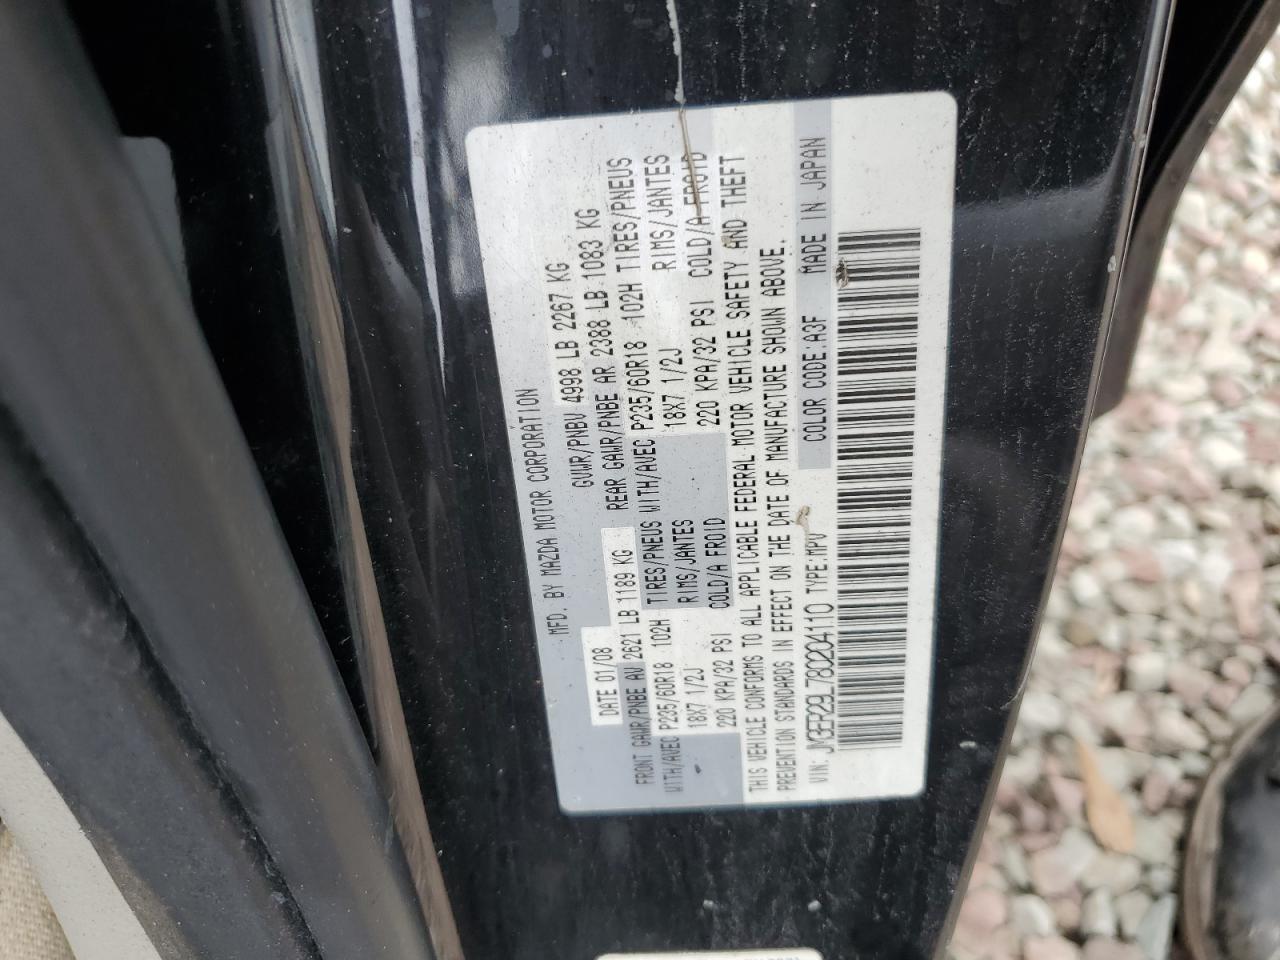 MFD. BY MAZDA MOTOR CORPORATION
DATE 01/08 GVWR/PNBV 4998 LB 2267 KG
FRONT GAWR/PNBE AV 2621 LB 1189 KG REAR GAWR/PNBE AR 2388 LB 1083 KG
WITH/AVEC P235/60R18 102H TIRES/PNEUS WITH/AVEC P235/60R18 102H TIRES/PNEUS
18X7 1/2J RIMS/JANTES 18X7 1/2J RIMS/JANTES
220 KPA/32 PSI COLD/A FROID 220 KPA/32 PSI COLD/A FROID
THIS VEHICLE CONFORMS TO ALL APPLICABLE FEDERAL MOTOR VEHICLE SAFETY AND THEFT
PREVENTION STANDARDS IN EFFECT ON THE DATE OF MANUFACTURE SHOWN ABOVE.
VIN: JM3ER29L780204110 TYPE:MPV COLOR CODE:A3F MADE IN JAPAN